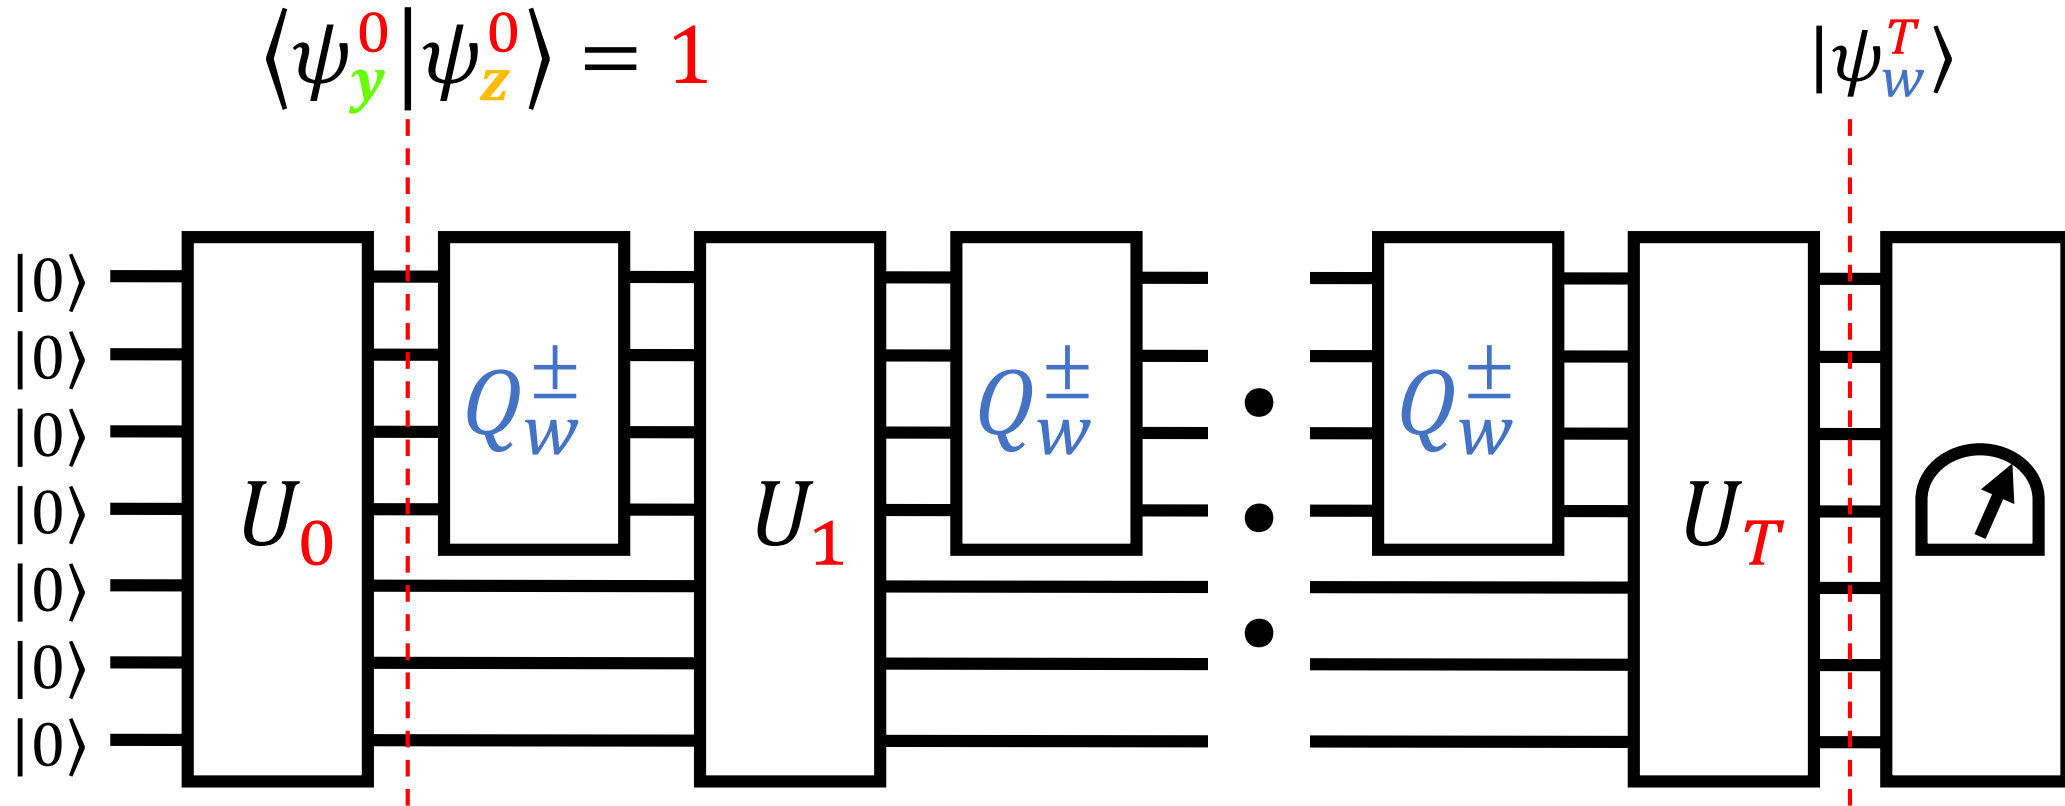 ⟨ψ_y^0|ψ_z^0⟩ = 1
|ψ_w^T⟩
|0⟩
|0⟩
|0⟩
|0⟩
|0⟩
|0⟩
|0⟩
U_0
Q_w^±
U_1
Q_w^±
Q_w^±
U_T